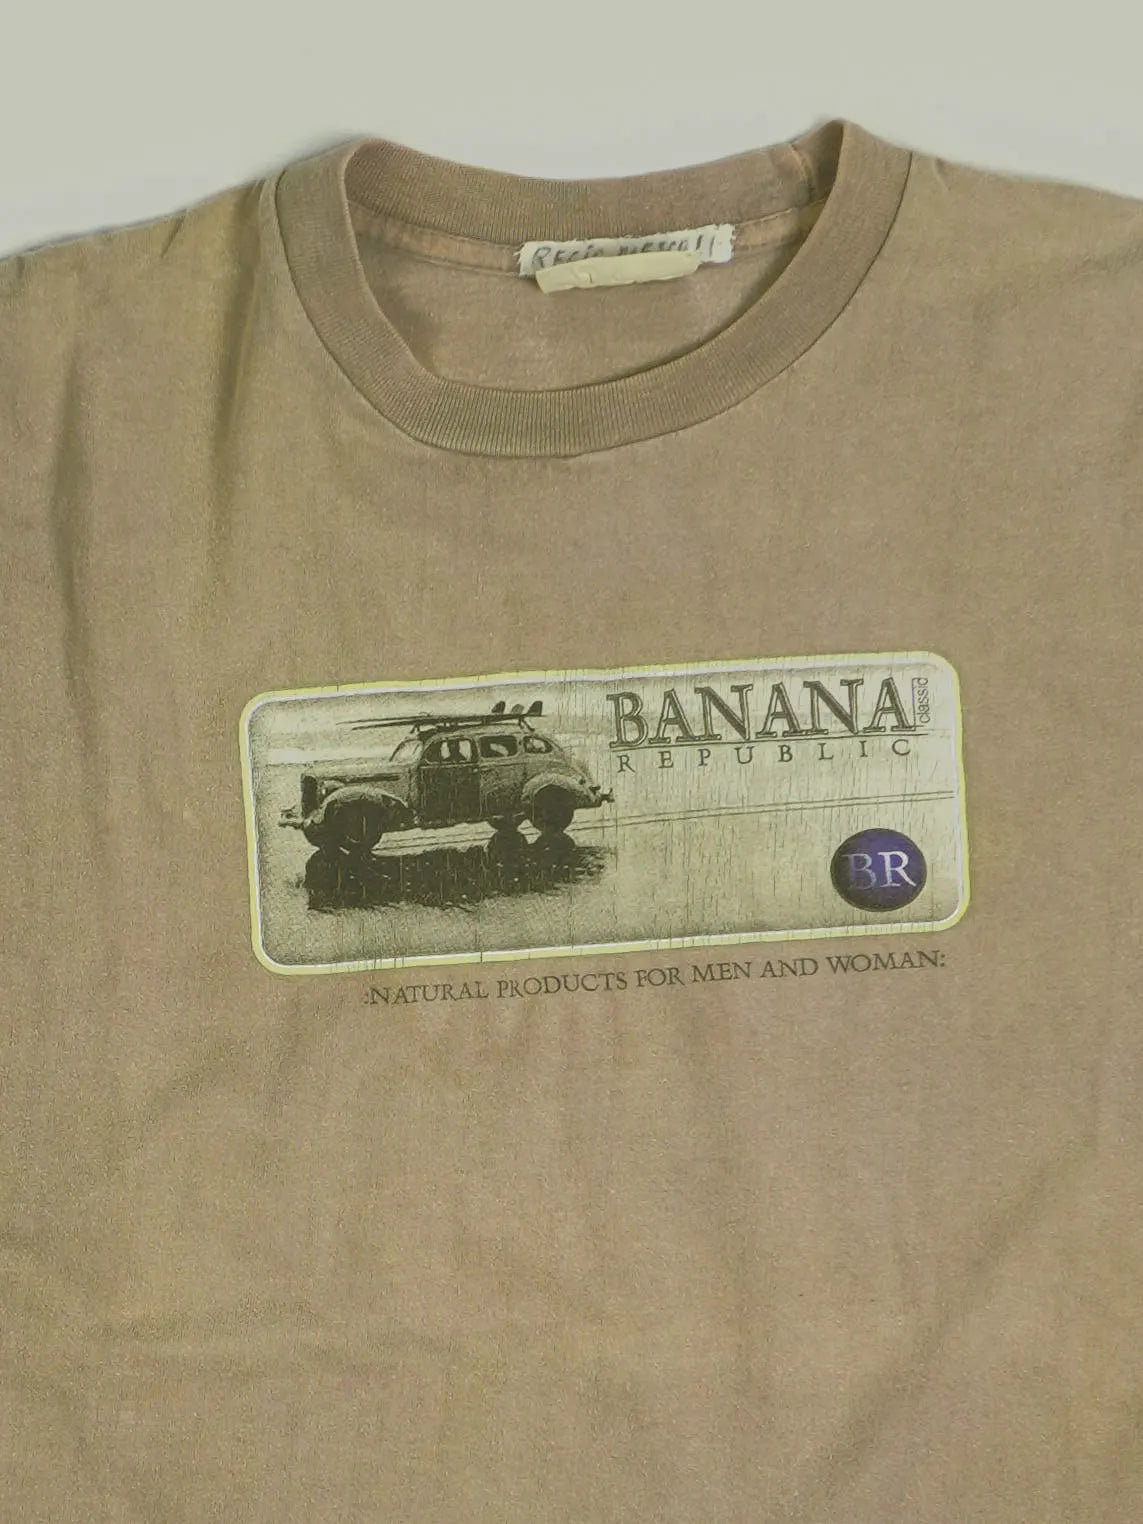 BANANA classic
REPUBLIC
BR
:NATURAL PRODUCTS FOR MEN AND WOMAN: